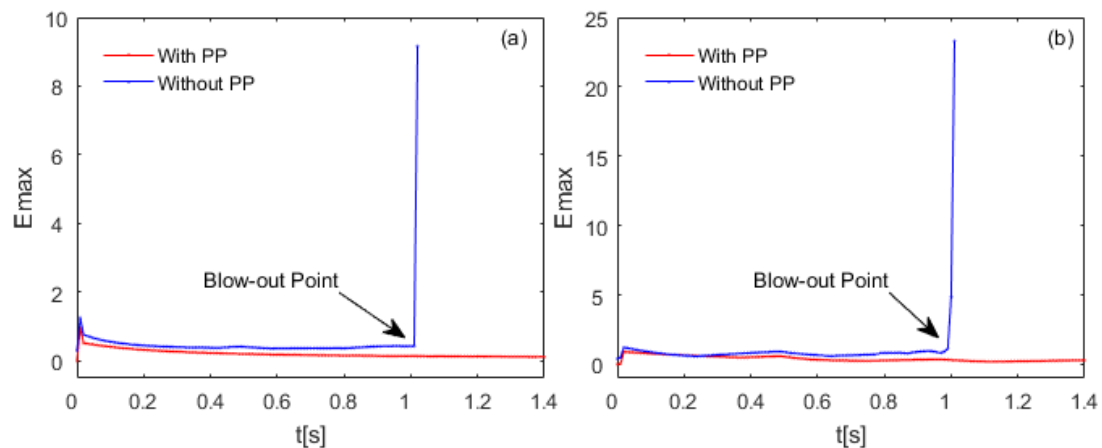 (a)
With PP
Without PP
Blow-out Point
Emax
10
8
6
4
2
0
0 0.2 0.4 0.6 0.8 1 1.2 1.4
t[s]
(b)
With PP
Without PP
Blow-out Point
Emax
25
20
15
10
5
0
0 0.2 0.4 0.6 0.8 1 1.2 1.4
t[s]